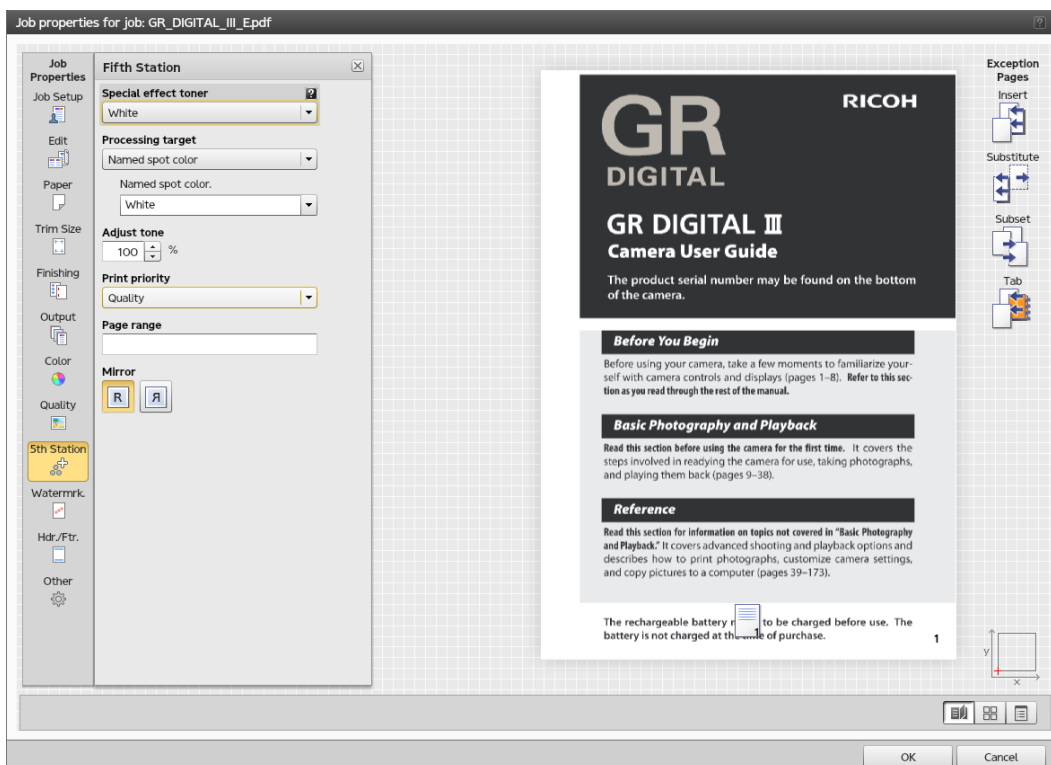 Job properties for job: GR_DIGITAL_III_E.pdf
?
Job
Properties
Job Setup
Edit
Paper
Trim Size
Finishing
Output
Color
Quality
5th Station
Watermrk.
Hdr./Ftr.
Other
Fifth Station
Special effect toner
?
White
Processing target
Named spot color
Named spot color.
White
Adjust tone
100 %
Print priority
Quality
Page range
Mirror
R
Я
RICOH
GR
DIGITAL
GR DIGITAL III
Camera User Guide
The product serial number may be found on the bottom
of the camera.
Before You Begin
Before using your camera, take a few moments to familiarize your-
self with camera controls and displays (pages 1–8). Refer to this sec-
tion as you read through the rest of the manual.
Basic Photography and Playback
Read this section before using the camera for the first time. It covers the
steps involved in readying the camera for use, taking photographs,
and playing them back (pages 9–38).
Reference
Read this section for information on topics not covered in “Basic Photography
and Playback.” It covers advanced shooting and playback options and
describes how to print photographs, customize camera settings,
and copy pictures to a computer (pages 39–173).
The rechargeable battery to be charged before use. The
battery is not charged at the of purchase.
1
1
Exception
Pages
Insert
Substitute
Subset
Tab
y
x
OK
Cancel